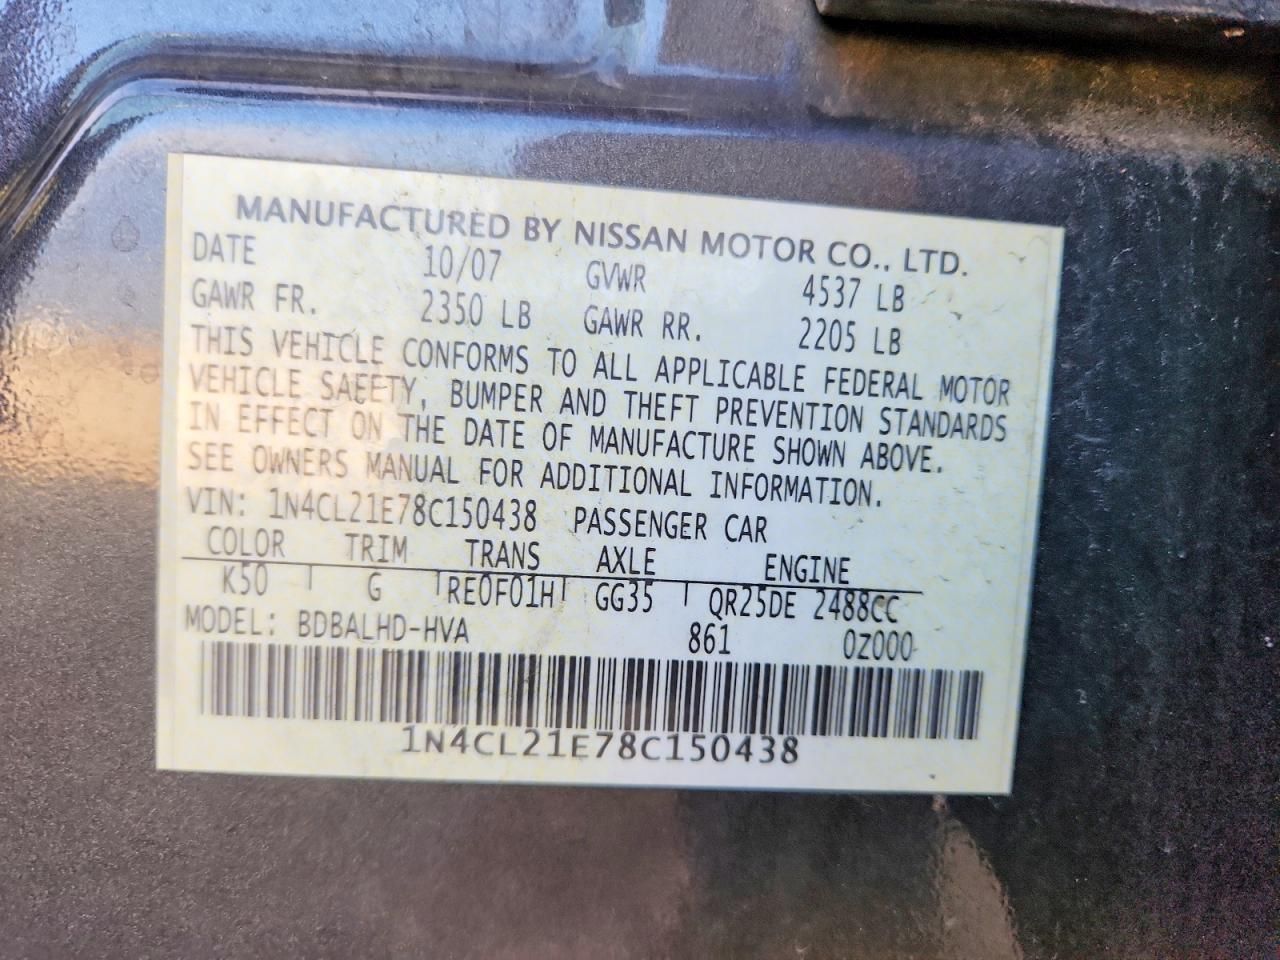 MANUFACTURED BY NISSAN MOTOR CO., LTD.
DATE 10/07 GVWR 4537 LB
GAWR FR. 2350 LB GAWR RR. 2205 LB
THIS VEHICLE CONFORMS TO ALL APPLICABLE FEDERAL MOTOR
VEHICLE SAFETY, BUMPER AND THEFT PREVENTION STANDARDS
IN EFFECT ON THE DATE OF MANUFACTURE SHOWN ABOVE.
SEE OWNERS MANUAL FOR ADDITIONAL INFORMATION.
VIN: 1N4CL21E78C150438 PASSENGER CAR
COLOR TRIM TRANS AXLE ENGINE
K50 G RE0F01H GG35 QR25DE 2488CC
MODEL: BDBALHD-HVA 861 0Z000
1N4CL21E78C150438